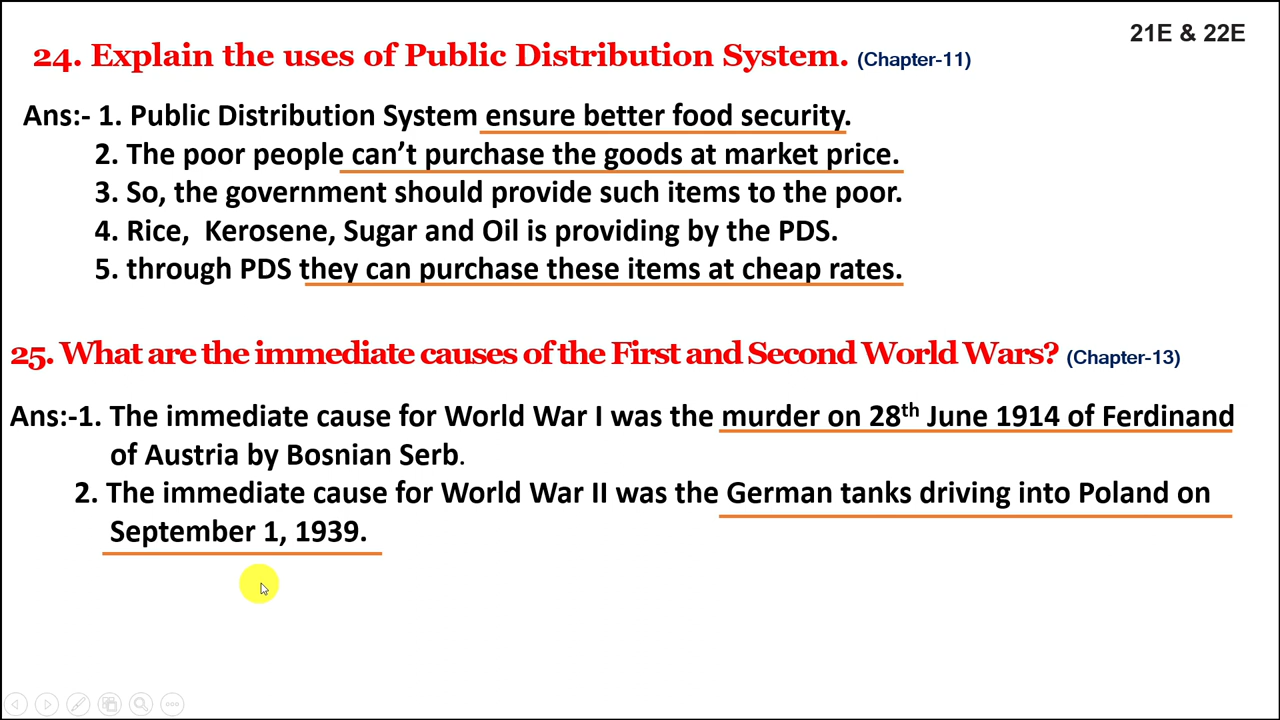 21E & 22E
24. Explain the uses of Public Distribution System. (Chapter-11)
Ans:- 1. Public Distribution System ensure better food security.
2. The poor people can't purchase the goods at market price.
3. So, the government should provide such items to the poor.
4. Rice, Kerosene, Sugar and Oil is providing by the PDS.
5. through PDS they can purchase these items at cheap rates.
25. What are the immediate causes of the First and Second World Wars? (Chapter-13)
Ans:-1. The immediate cause for World War I was the murder on 28th June 1914 of Ferdinand
of Austria by Bosnian Serb.
2. The immediate cause for World War II was the German tanks driving into Poland on
September 1, 1939.